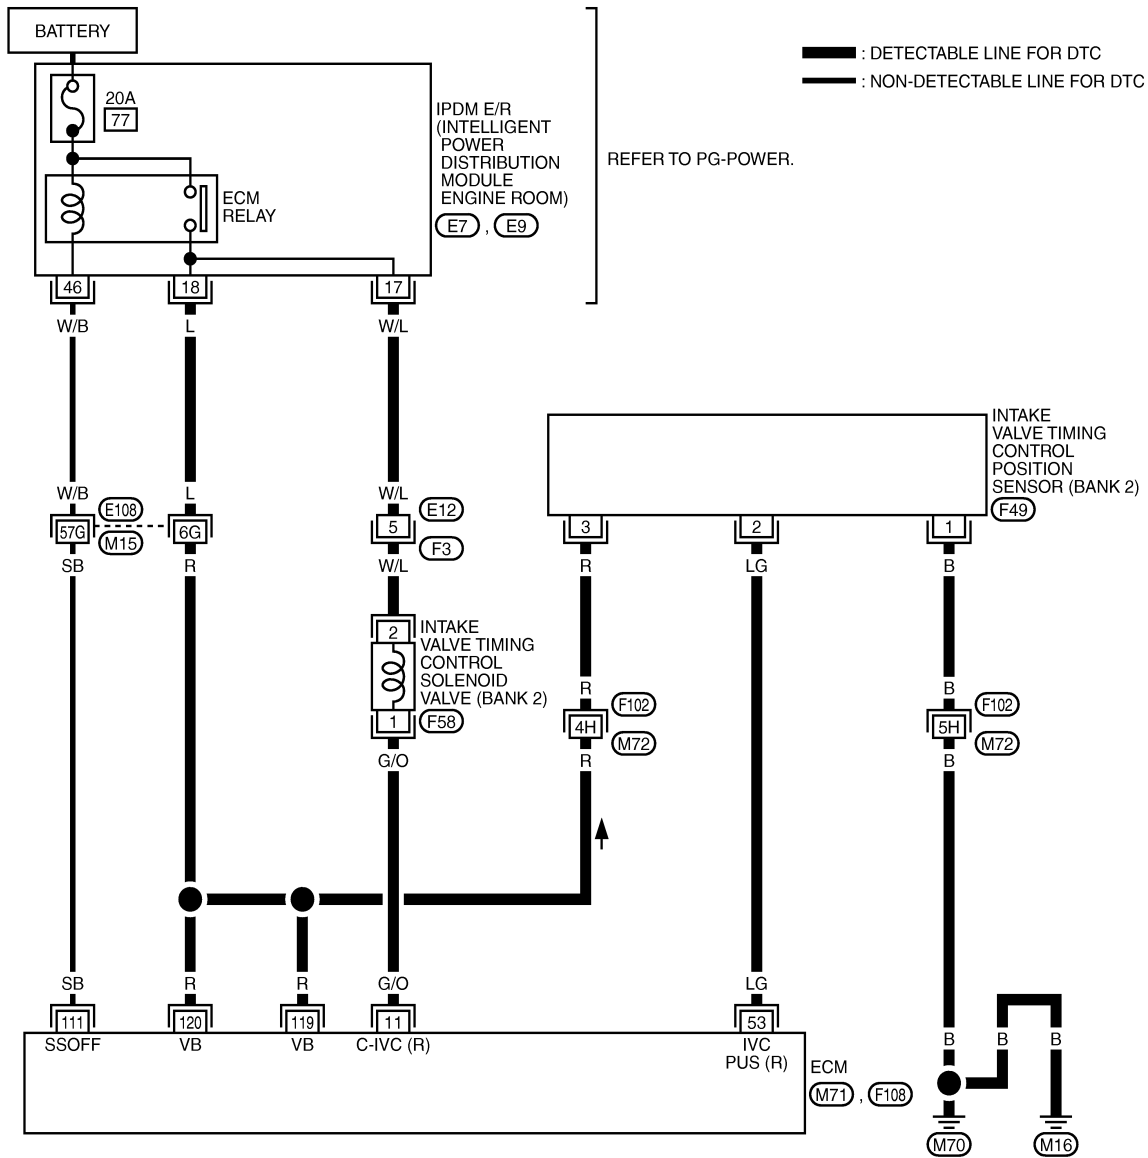 BATTERY
: DETECTABLE LINE FOR DTC
: NON-DETECTABLE LINE FOR DTC
20A
77
IPDM E/R
(INTELLIGENT
POWER
DISTRIBUTION
MODULE
ENGINE ROOM)
E7 , E9
REFER TO PG-POWER.
ECM
RELAY
46 18 17
W/B L W/L
INTAKE
VALVE TIMING
CONTROL
POSITION
SENSOR (BANK 2)
F49
W/B L W/L
57G E108 M15 6G 5 E12 F3
3 2 1
SB R W/L R LG B
2
INTAKE
VALVE TIMING
CONTROL
SOLENOID
VALVE (BANK 2)
1 F58
R B
4H F102 M72 5H F102 M72
G/O R B
SB R R G/O LG
111 120 119 11 53
SSOFF VB VB C-IVC (R) IVC
PUS (R)
B B B
ECM
M71 , F108
M70 M16